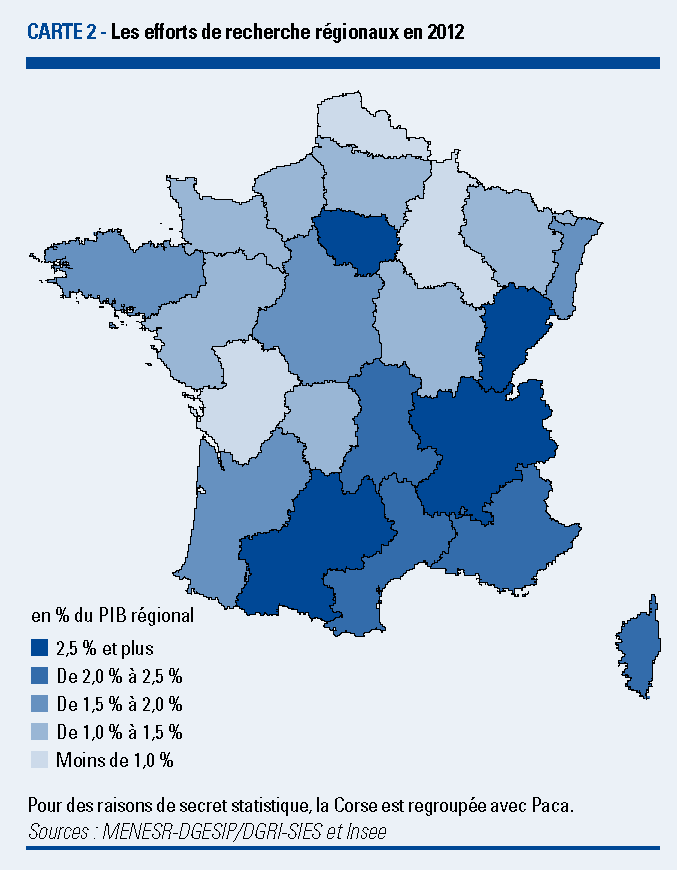 CARTE 2 - Les efforts de recherche régionaux en 2012
en % du PIB régional
2,5 % et plus
De 2,0 % à 2,5 %
De 1,5 % à 2,0 %
De 1,0 % à 1,5 %
Moins de 1,0 %
Pour des raisons de secret statistique, la Corse est regroupée avec Paca.
Sources : MENESR-DGESIP/DGRI-SIES et Insee